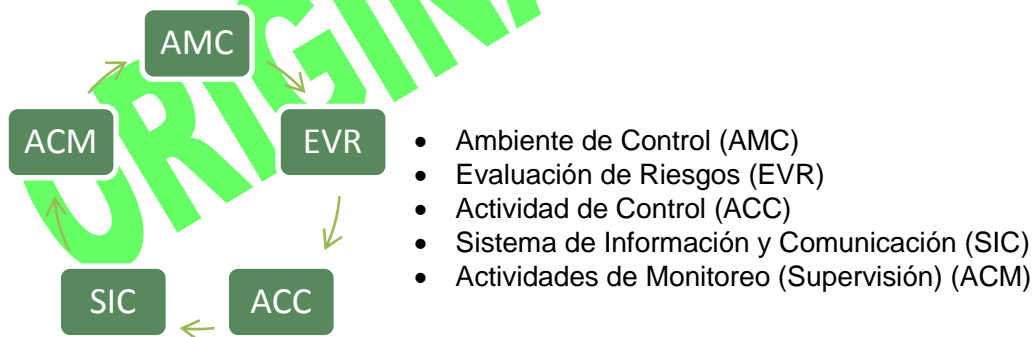 AMC
ACM
EVR
SIC
ACC
• Ambiente de Control (AMC)
• Evaluación de Riesgos (EVR)
• Actividad de Control (ACC)
• Sistema de Información y Comunicación (SIC)
• Actividades de Monitoreo (Supervisión) (ACM)